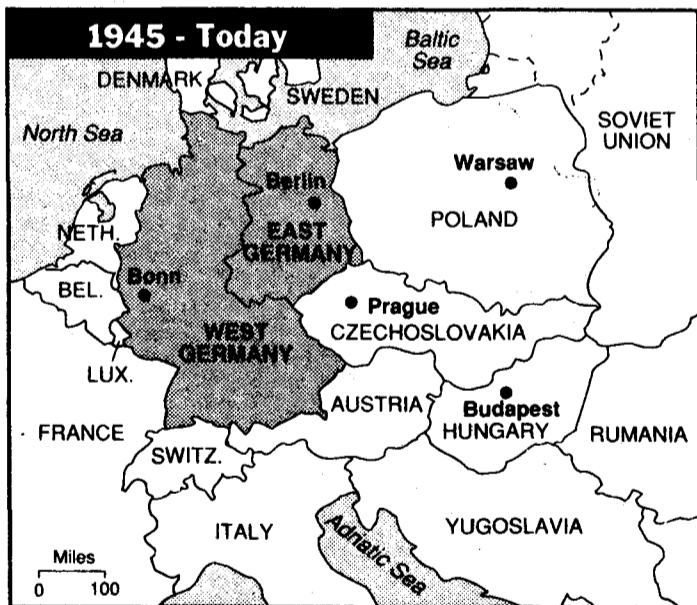 1945 - Today
Baltic
Sea
DENMARK
SWEDEN
North Sea
SOVIET
UNION
Warsaw
POLAND
Berlin
EAST
GERMANY
NETH.
BEL.
Bonn
Prague
CZECHOSLOVAKIA
WEST
GERMANY
LUX.
AUSTRIA
Budapest
HUNGARY
FRANCE
RUMANIA
SWITZ.
ITALY
Adriatic Sea
YUGOSLAVIA
Miles
0 100